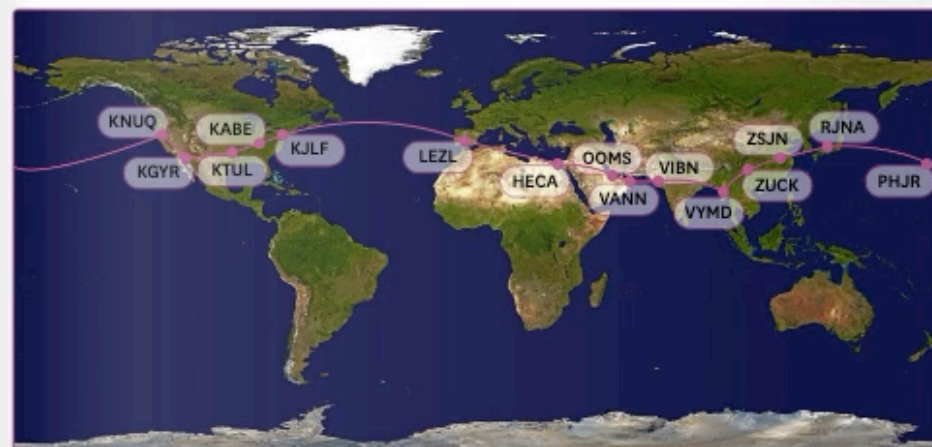 KNUQ
KABE
KJLF
KGYR
KTUL
LEZL
HECA
OOMS
VANN
VIBN
VYMD
ZSJN
ZUCK
RJNA
PHJR